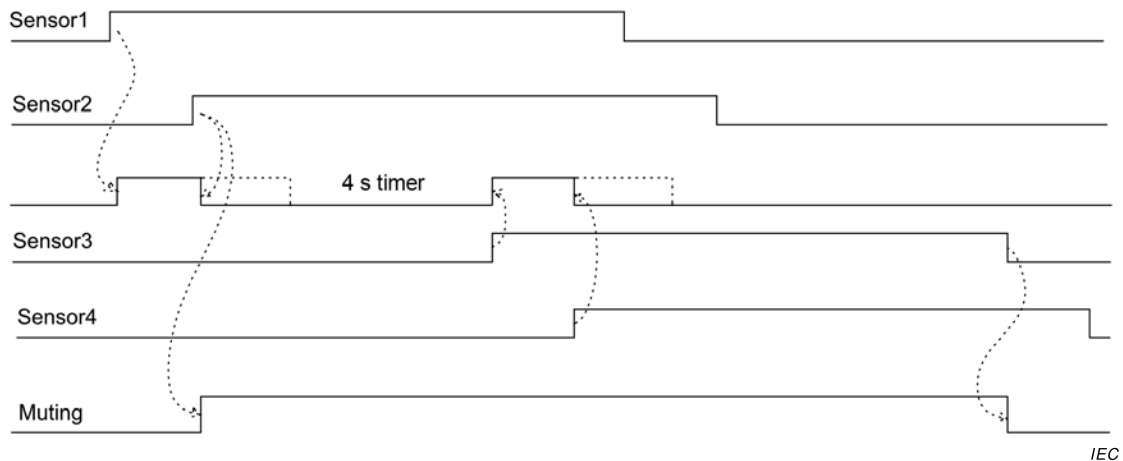 Sensor1
Sensor2
4 s timer
Sensor3
Sensor4
Muting
IEC